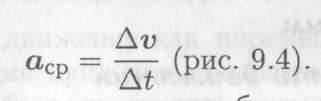 a_ср = Δv/Δt (рис. 9.4).